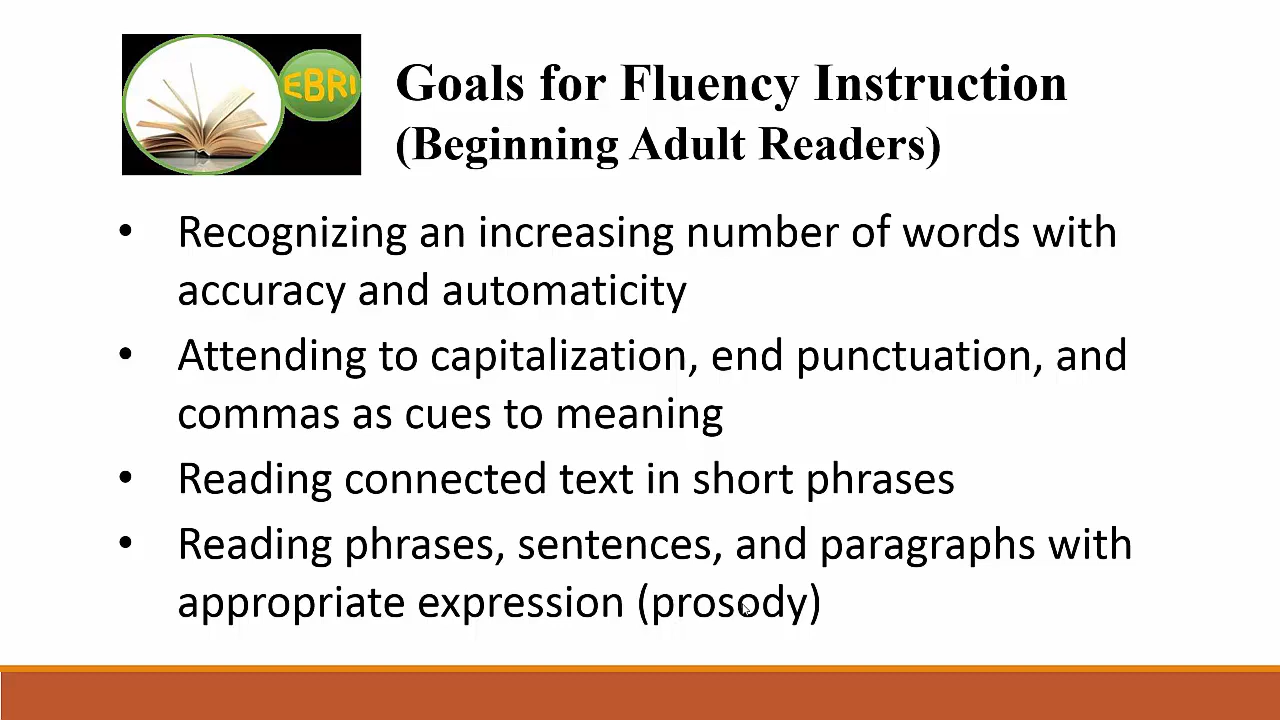 EBRI
Goals for Fluency Instruction
(Beginning Adult Readers)
• Recognizing an increasing number of words with
accuracy and automaticity
• Attending to capitalization, end punctuation, and
commas as cues to meaning
• Reading connected text in short phrases
• Reading phrases, sentences, and paragraphs with
appropriate expression (prosody)